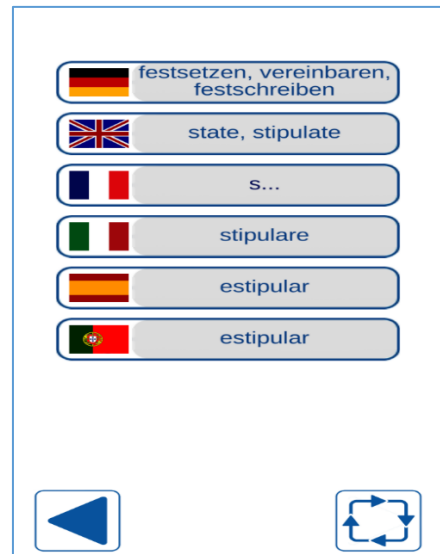 festsetzen, vereinbaren,
festschreiben
state, stipulate
s...
stipulare
estipular
estipular